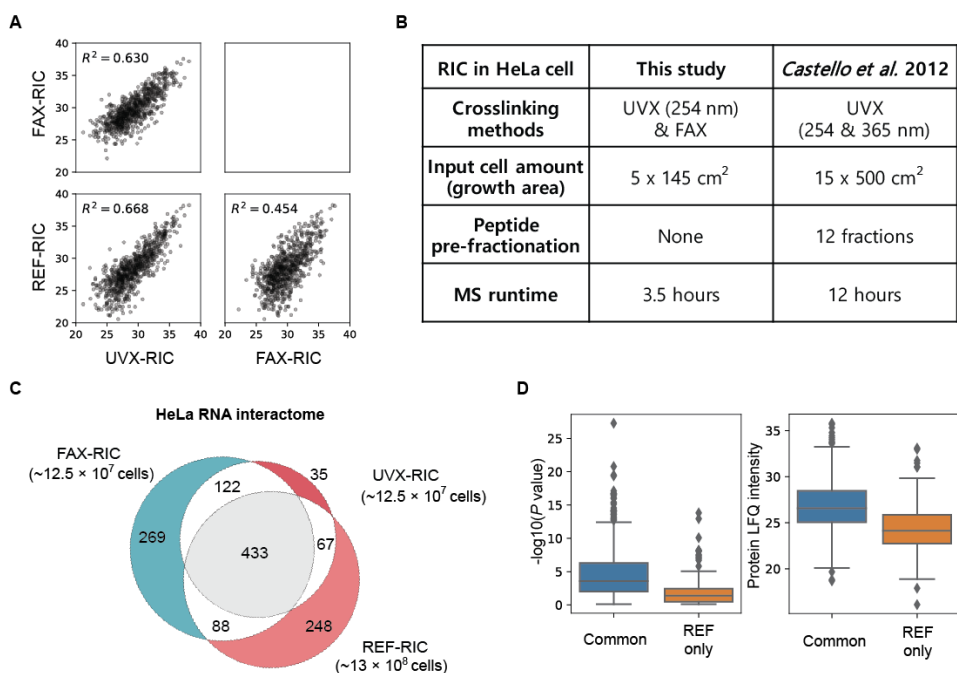 A
40
35
30
25
20
FAX-RIC
R² = 0.630
40
35
30
25
20
REF-RIC
R² = 0.668
R² = 0.454
20 25 30 35 40
20 25 30 35 40
UVX-RIC
FAX-RIC
B
RIC in HeLa cell
This study
Castello et al. 2012
Crosslinking
methods
UVX (254 nm)
& FAX
UVX
(254 & 365 nm)
Input cell amount
(growth area)
5 x 145 cm²
15 x 500 cm²
Peptide
pre-fractionation
None
12 fractions
MS runtime
3.5 hours
12 hours
C
HeLa RNA interactome
FAX-RIC
(~12.5 × 10⁷ cells)
UVX-RIC
(~12.5 × 10⁷ cells)
REF-RIC
(~13 × 10⁸ cells)
122
35
269
433
67
88
248
D
-log10(P value)
25
20
15
10
5
0
Common
REF
only
Protein LFQ intensity
35
30
25
20
Common
REF
only